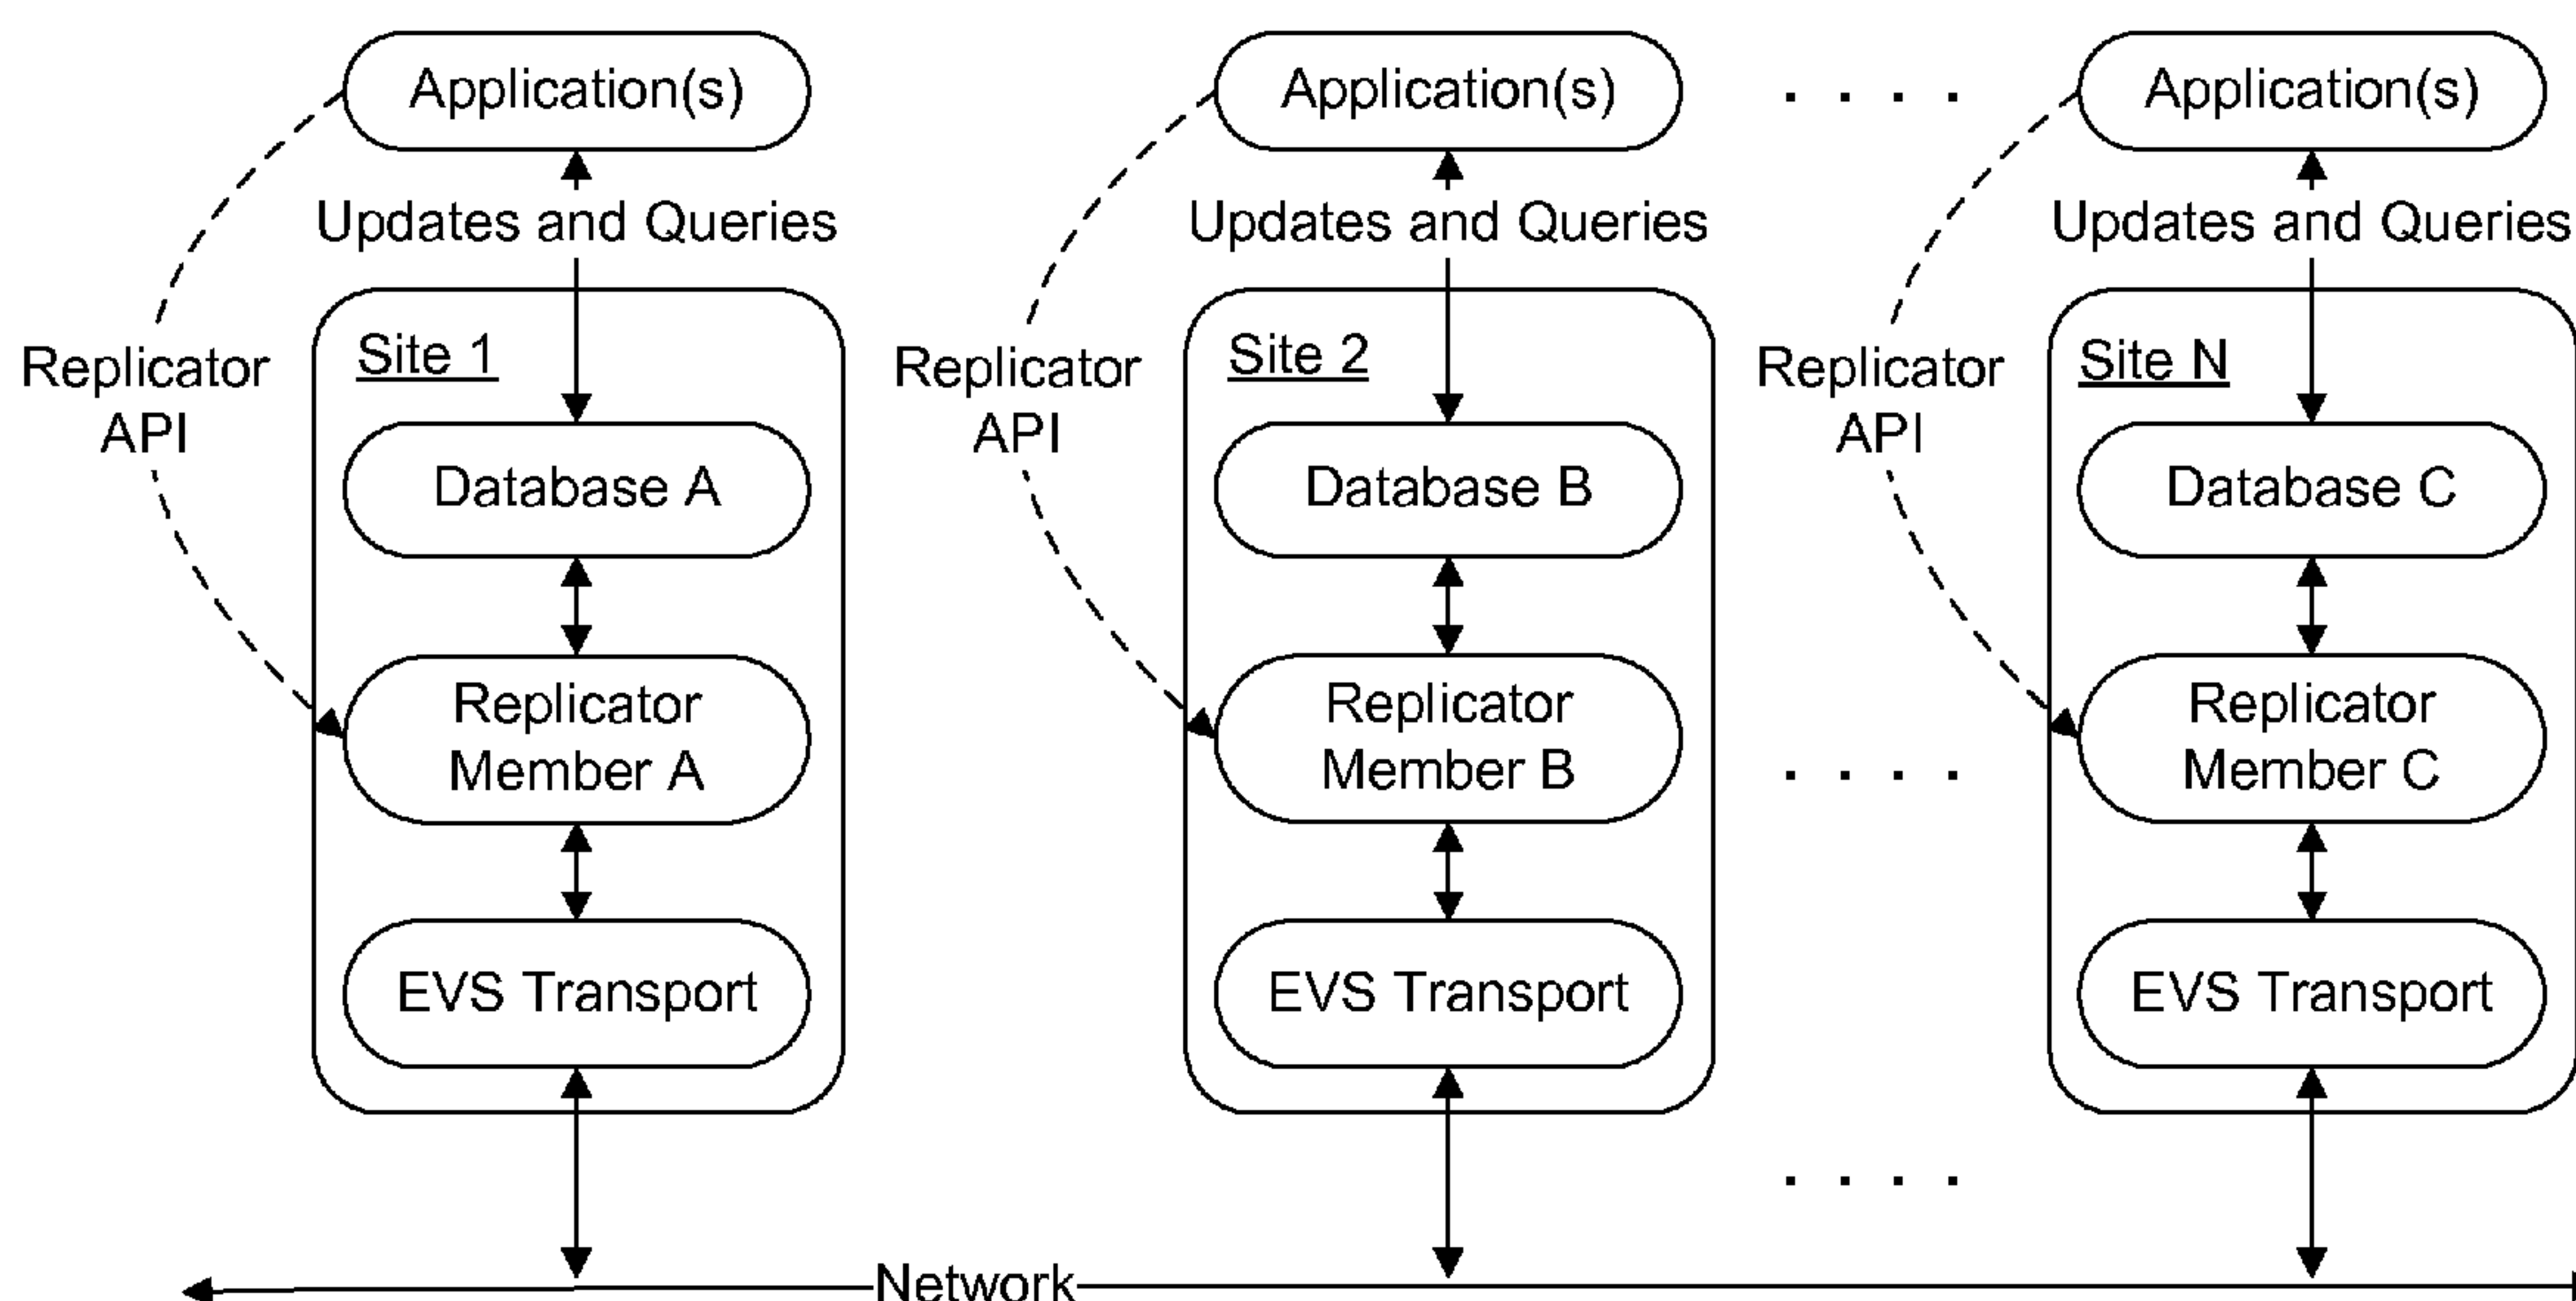 Application(s)
Application(s)
. . . .
Application(s)
Updates and Queries
Updates and Queries
Updates and Queries
Replicator
API
Site 1
Replicator
API
Site 2
Replicator
API
Site N
Database A
Database B
Database C
Replicator
Member A
Replicator
Member B
. . . .
Replicator
Member C
EVS Transport
EVS Transport
EVS Transport
. . . .
Network